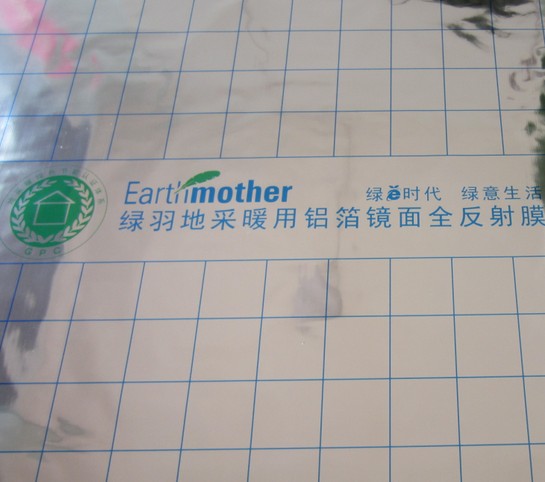 Earthmother
绿e时代 绿意生活
绿羽地采暖用铝箔镜面全反射膜